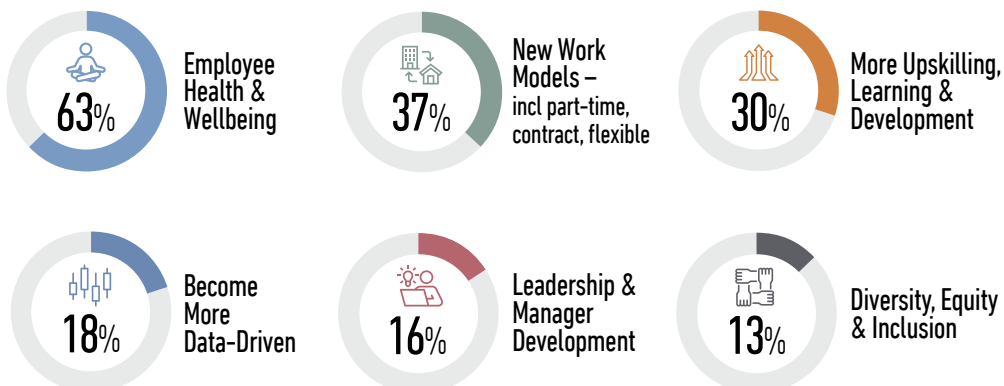 63%
Employee
Health &
Wellbeing
37%
New Work
Models –
incl part-time,
contract, flexible
30%
More Upskilling,
Learning &
Development
18%
Become
More
Data-Driven
16%
Leadership &
Manager
Development
13%
Diversity, Equity
& Inclusion